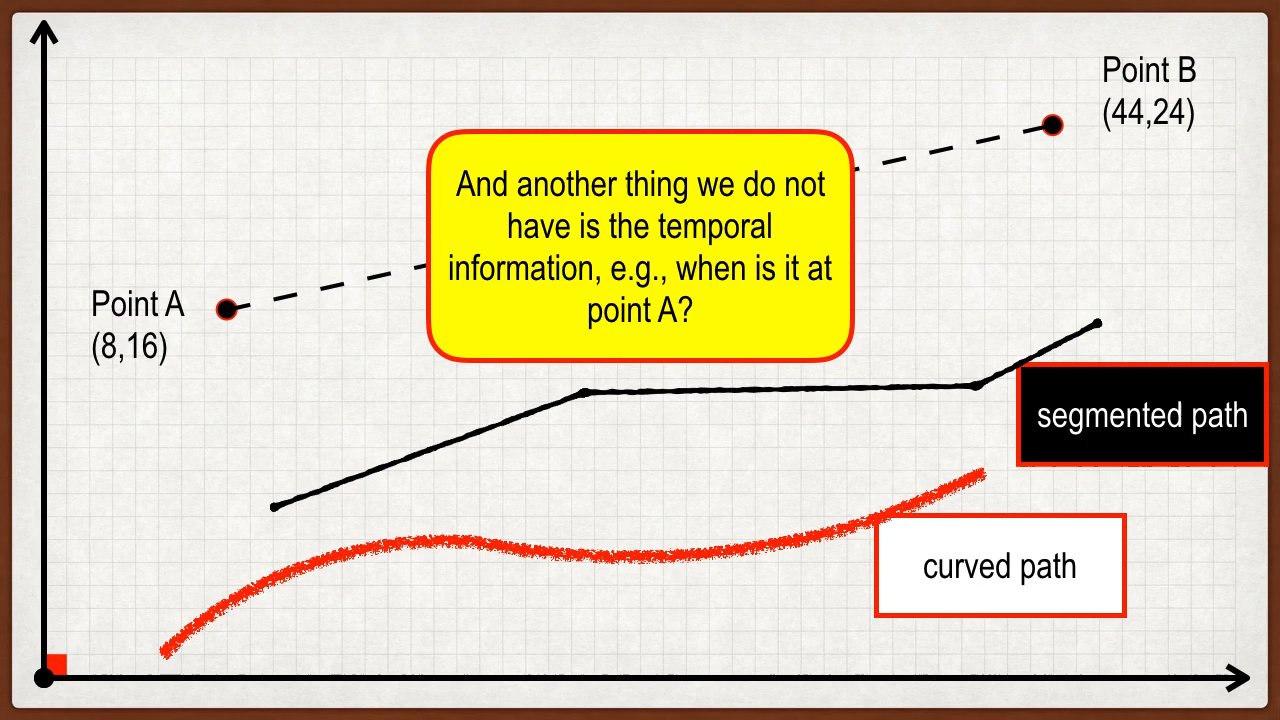 Point B
(44,24)
And another thing we do not
have is the temporal
information, e.g., when is it at
point A?
Point A
(8,16)
segmented path
curved path